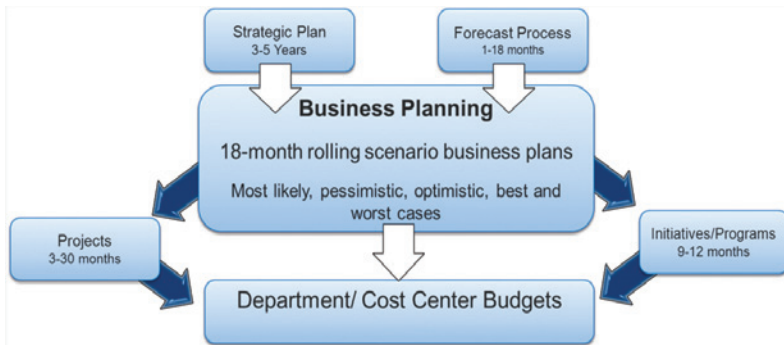 Strategic Plan
3-5 Years
Forecast Process
1-18 months
Business Planning
18-month rolling scenario business plans
Most likely, pessimistic, optimistic, best and
worst cases
Projects
3-30 months
Initiatives/Programs
9-12 months
Department/ Cost Center Budgets